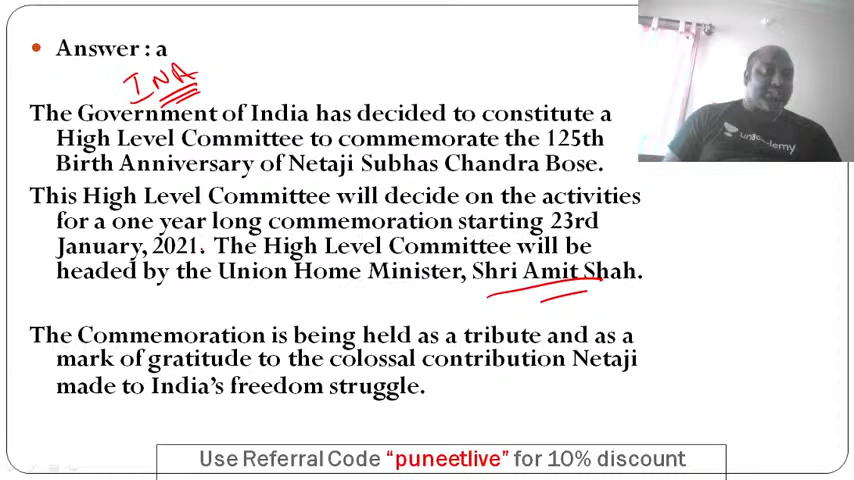 Answer : a
INA
The Government of India has decided to constitute a
High Level Committee to commemorate the 125th
Birth Anniversary of Netaji Subhas Chandra Bose.
This High Level Committee will decide on the activities
for a one year long commemoration starting 23rd
January, 2021. The High Level Committee will be
headed by the Union Home Minister, Shri Amit Shah.
The Commemoration is being held as a tribute and as a
mark of gratitude to the colossal contribution Netaji
made to India's freedom struggle.
Use Referral Code “puneetlive” for 10% discount